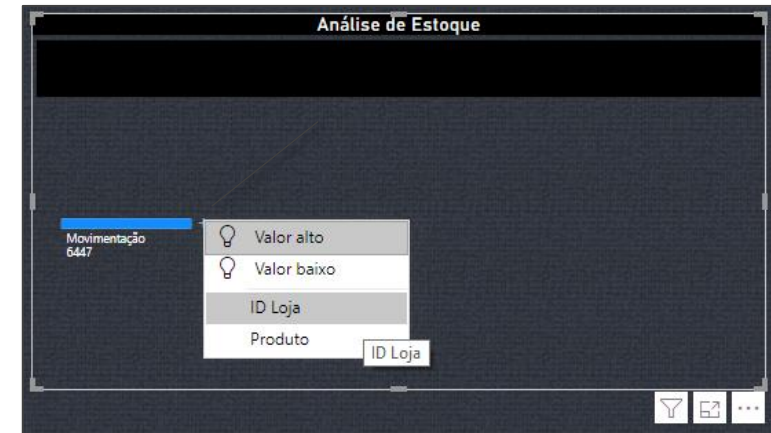 Análise de Estoque
Movimentação
6447
Valor alto
Valor baixo
ID Loja
Produto
ID Loja